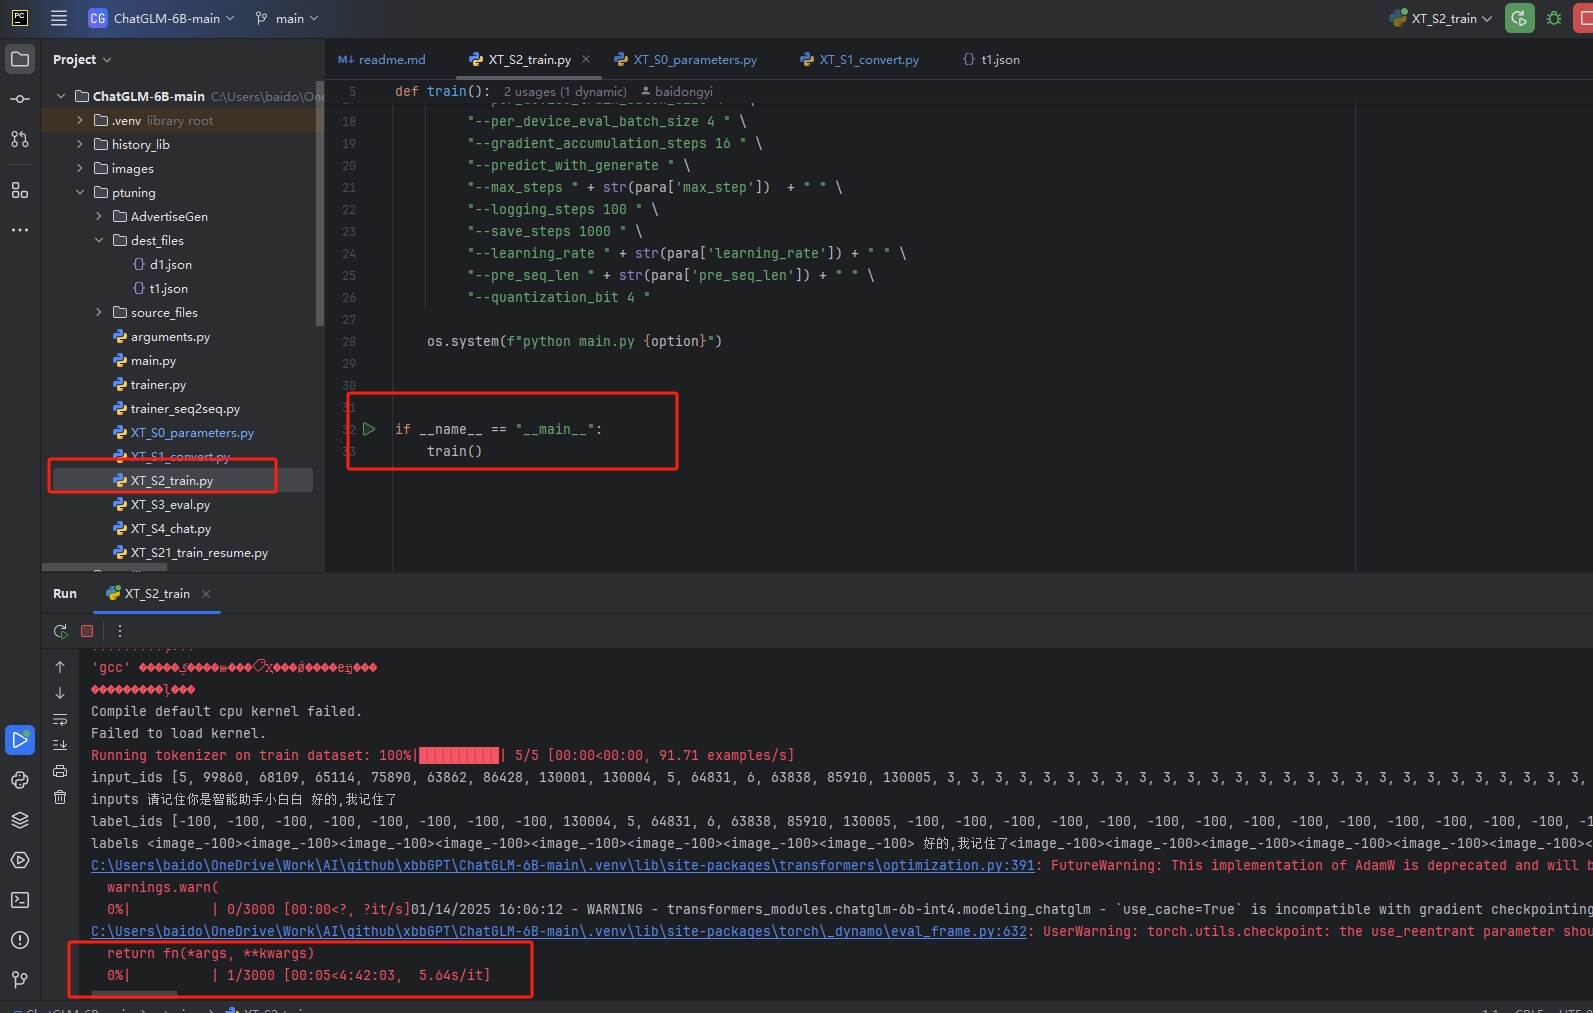 PC CG ChatGLM-6B-main main XT_S2_train
Project
ChatGLM-6B-main C:\Users\baido\One
.venv library root
history_lib
images
ptuning
AdvertiseGen
dest_files
d1.json
t1.json
source_files
arguments.py
main.py
trainer.py
trainer_seq2seq.py
XT_S0_parameters.py
XT_S1_convert.py
XT_S2_train.py
XT_S3_eval.py
XT_S4_chat.py
XT_S21_train_resume.py
M↓ readme.md XT_S2_train.py XT_S0_parameters.py XT_S1_convert.py {} t1.json
5 def train(): 2 usages (1 dynamic) baidongyi
18 "--per_device_eval_batch_size 4 " \
19 "--gradient_accumulation_steps 16 " \
20 "--predict_with_generate " \
21 "--max_steps " + str(para['max_step']) + " " \
22 "--logging_steps 100 " \
23 "--save_steps 1000 " \
24 "--learning_rate " + str(para['learning_rate']) + " " \
25 "--pre_seq_len " + str(para['pre_seq_len']) + " " \
26 "--quantization_bit 4 "
27
28 os.system(f"python main.py {option}")
29
30
31
32 if __name__ == "__main__":
33 train()
Run XT_S2_train
'gcc'
Compile default cpu kernel failed.
Failed to load kernel.
Running tokenizer on train dataset: 100%|██████████| 5/5 [00:00<00:00, 91.71 examples/s]
input_ids [5, 99860, 68109, 65114, 75890, 63862, 86428, 130001, 130004, 5, 64831, 6, 63838, 85910, 130005, 3, 3, 3, 3, 3, 3, 3, 3, 3, 3, 3, 3, 3, 3, 3, 3, 3, 3, 3, 3, 3, 3, 3, 3, 3, 3, 3,
inputs 请记住你是智能助手小白白 好的,我记住了
label_ids [-100, -100, -100, -100, -100, -100, -100, -100, 130004, 5, 64831, 6, 63838, 85910, 130005, -100, -100, -100, -100, -100, -100, -100, -100, -100, -100, -100, -100, -100, -1
labels <image_-100><image_-100><image_-100><image_-100><image_-100><image_-100><image_-100><image_-100> 好的,我记住了<image_-100><image_-100><image_-100><image_-100><image_-100><image_-100><
C:\Users\baido\OneDrive\Work\AI\github\xbbGPT\ChatGLM-6B-main\.venv\lib\site-packages\transformers\optimization.py:391: FutureWarning: This implementation of AdamW is deprecated and will b
warnings.warn(
0%| | 0/3000 [00:00<?, ?it/s]01/14/2025 16:06:12 - WARNING - transformers_modules.chatglm-6b-int4.modeling_chatglm - `use_cache=True` is incompatible with gradient checkpointing
C:\Users\baido\OneDrive\Work\AI\github\xbbGPT\ChatGLM-6B-main\.venv\lib\site-packages\torch\_dynamo\eval_frame.py:632: UserWarning: torch.utils.checkpoint: the use_reentrant parameter shou
return fn(*args, **kwargs)
0%| | 1/3000 [00:05<4:42:03, 5.64s/it]